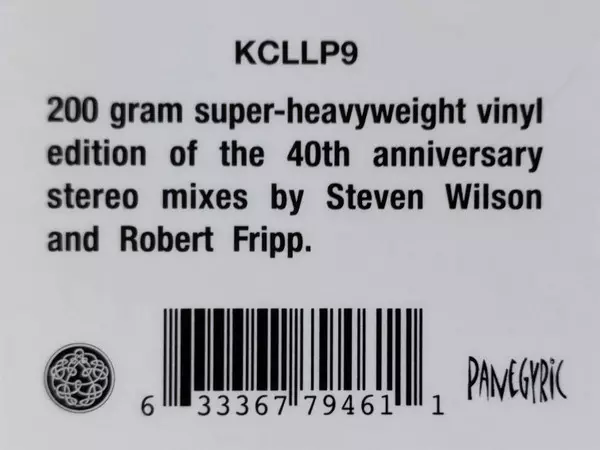 KCLLP9
200 gram super-heavyweight vinyl
edition of the 40th anniversary
stereo mixes by Steven Wilson
and Robert Fripp.
PANEGYRIC
6 33367 79461 1